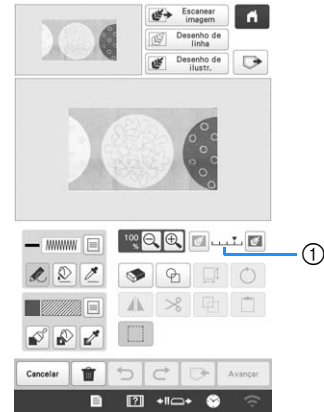 Escanear
imagem
Desenho de
linha
Desenho de
ilustr.
100
%
①
Cancelar
Avançar